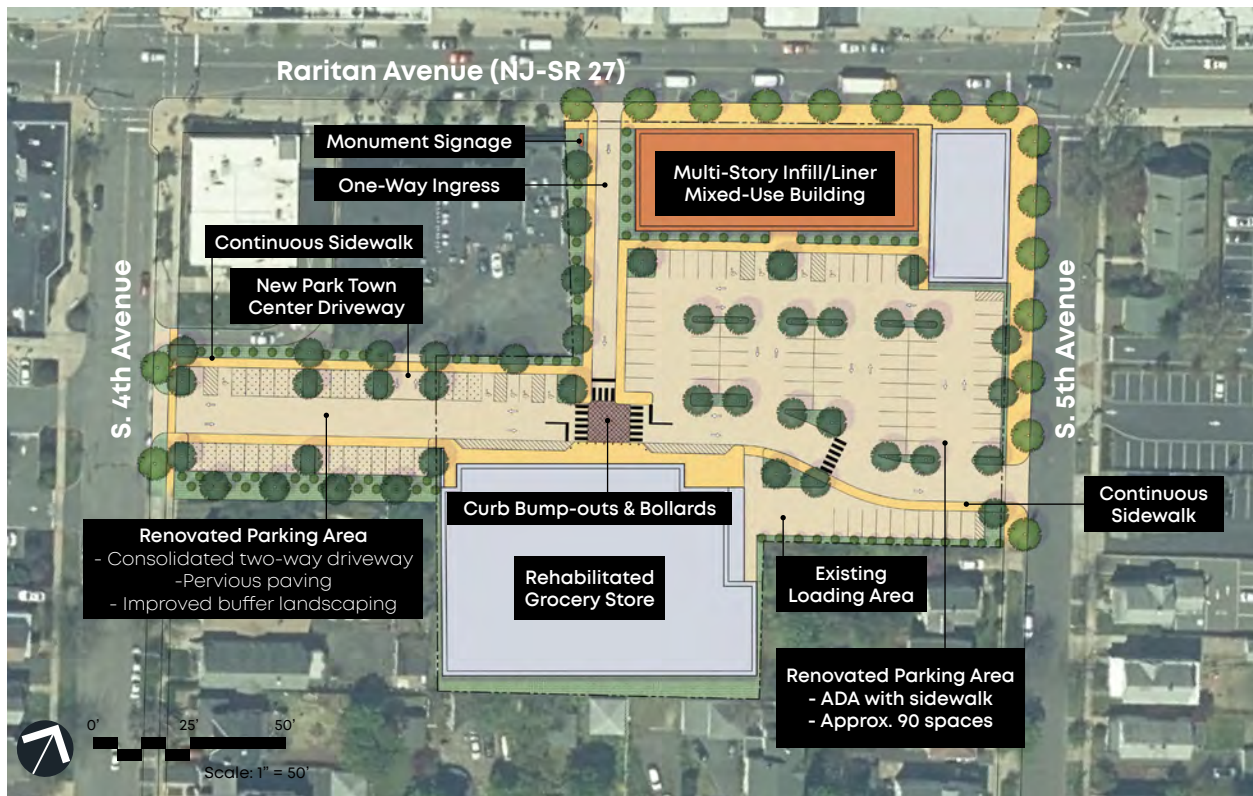 Raritan Avenue (NJ-SR 27)
Monument Signage
One-Way Ingress
Multi-Story Infill/Liner
Mixed-Use Building
Continuous Sidewalk
New Park Town
Center Driveway
S. 4th Avenue
S. 5th Avenue
Curb Bump-outs & Bollards
Continuous
Sidewalk
Renovated Parking Area
- Consolidated two-way driveway
-Pervious paving
- Improved buffer landscaping
Rehabilitated
Grocery Store
Existing
Loading Area
Renovated Parking Area
- ADA with sidewalk
- Approx. 90 spaces
0' 25' 50'
Scale: 1" = 50'